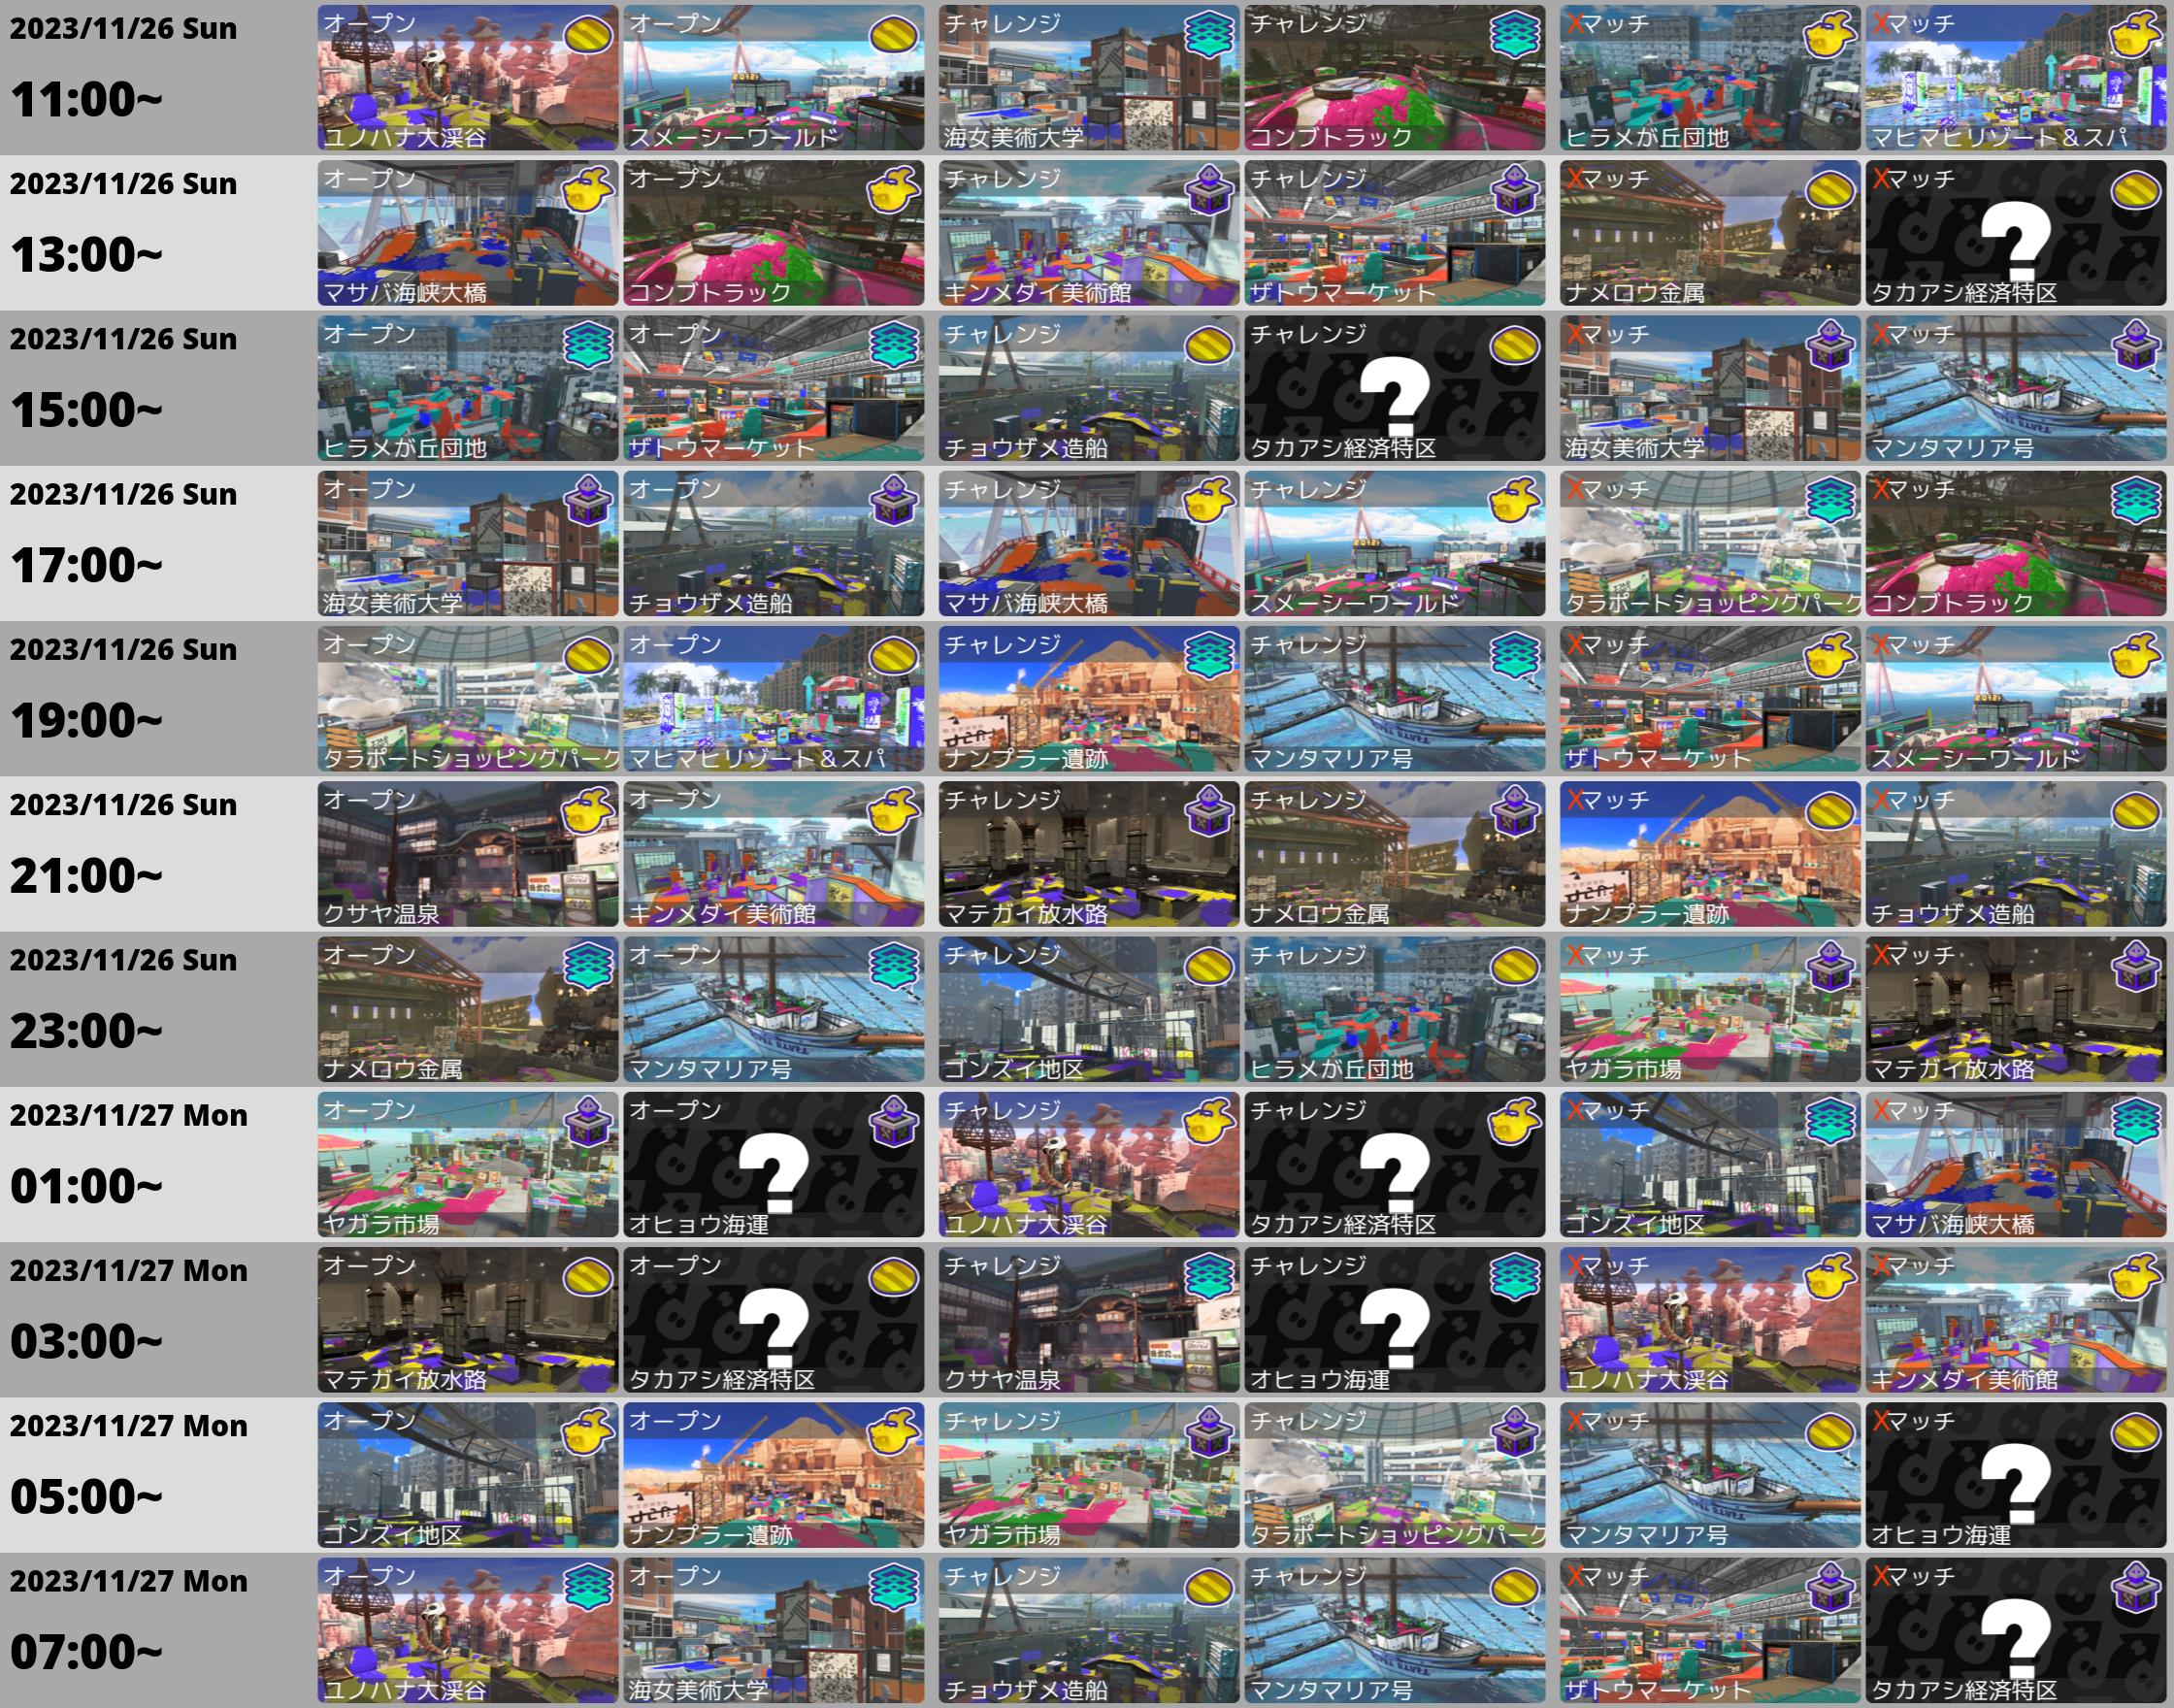 2023/11/26 Sun
11:00~
オープン オープン チャレンジ チャレンジ Xマッチ Xマッチ
ユノハナ大渓谷 スメーシーワールド 海女美術大学 コンブトラック ヒラメが丘団地 マヒマヒリゾート＆スパ
2023/11/26 Sun
13:00~
オープン オープン チャレンジ チャレンジ Xマッチ Xマッチ
?
マサバ海峡大橋 コンブトラック キンメダイ美術館 ザトウマーケット ナメロウ金属 タカアシ経済特区
2023/11/26 Sun
15:00~
オープン オープン チャレンジ チャレンジ Xマッチ Xマッチ
?
ヒラメが丘団地 ザトウマーケット チョウザメ造船 タカアシ経済特区 海女美術大学 マンタマリア号
2023/11/26 Sun
17:00~
オープン オープン チャレンジ チャレンジ Xマッチ Xマッチ
海女美術大学 チョウザメ造船 マサバ海峡大橋 スメーシーワールド タラポートショッピングパーク コンブトラック
2023/11/26 Sun
19:00~
オープン オープン チャレンジ チャレンジ Xマッチ Xマッチ
タラポートショッピングパーク マヒマヒリゾート＆スパ ナンプラー遺跡 マンタマリア号 ザトウマーケット スメーシーワールド
2023/11/26 Sun
21:00~
オープン オープン チャレンジ チャレンジ Xマッチ Xマッチ
クサヤ温泉 キンメダイ美術館 マテガイ放水路 ナメロウ金属 ナンプラー遺跡 チョウザメ造船
2023/11/26 Sun
23:00~
オープン オープン チャレンジ チャレンジ Xマッチ Xマッチ
ナメロウ金属 マンタマリア号 ゴンズイ地区 ヒラメが丘団地 ヤガラ市場 マテガイ放水路
2023/11/27 Mon
01:00~
オープン オープン チャレンジ チャレンジ Xマッチ Xマッチ
? ?
ヤガラ市場 オヒョウ海運 ユノハナ大渓谷 タカアシ経済特区 ゴンズイ地区 マサバ海峡大橋
2023/11/27 Mon
03:00~
オープン オープン チャレンジ チャレンジ Xマッチ Xマッチ
? ?
マテガイ放水路 タカアシ経済特区 クサヤ温泉 オヒョウ海運 ユノハナ大渓谷 キンメダイ美術館
2023/11/27 Mon
05:00~
オープン オープン チャレンジ チャレンジ Xマッチ Xマッチ
?
ゴンズイ地区 ナンプラー遺跡 ヤガラ市場 タラポートショッピングパーク マンタマリア号 オヒョウ海運
2023/11/27 Mon
07:00~
オープン オープン チャレンジ チャレンジ Xマッチ Xマッチ
?
ユノハナ大渓谷 海女美術大学 チョウザメ造船 マンタマリア号 ザトウマーケット タカアシ経済特区